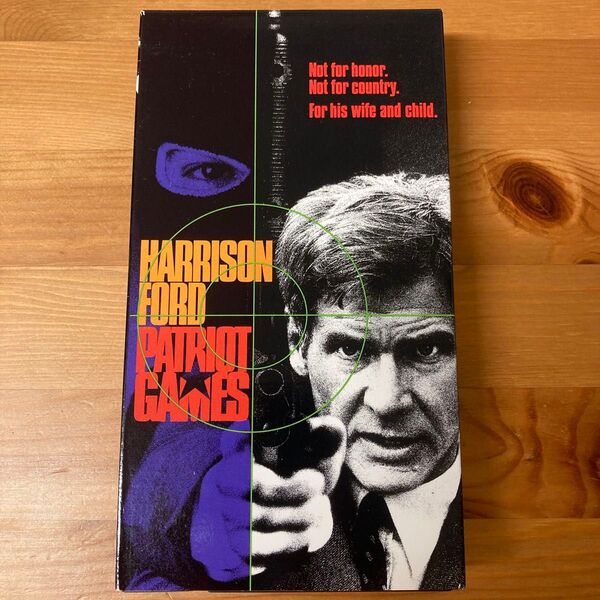 Not for honor.
Not for country.
For his wife and child.
HARRISON
FORD
PATRIOT
GAMES